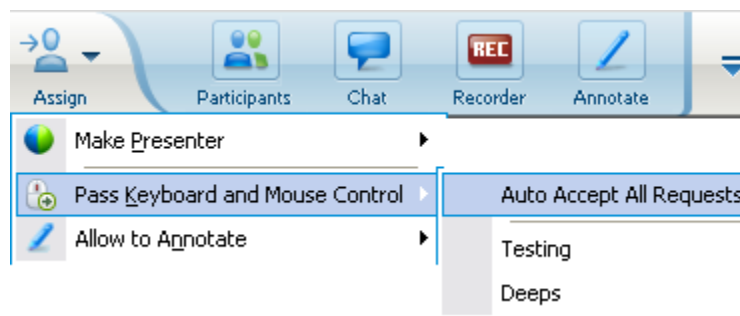 Assign Participants Chat REC Recorder Annotate
Make Presenter
Pass Keyboard and Mouse Control Auto Accept All Requests
Allow to Annotate
Testing
Deeps